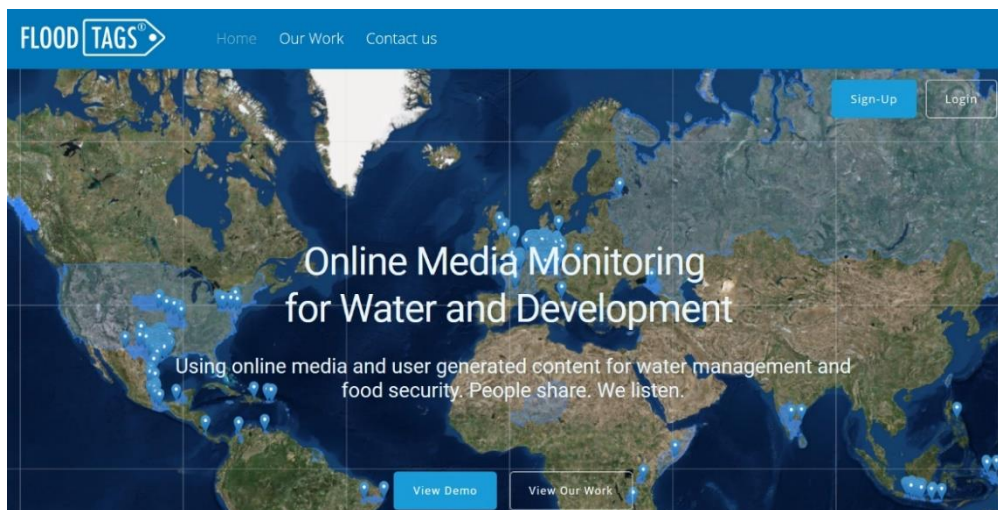 FLOOD TAGS®
Home Our Work Contact us
Sign-Up Login
Online Media Monitoring
for Water and Development
Using online media and user generated content for water management and
food security. People share. We listen.
View Demo View Our Work